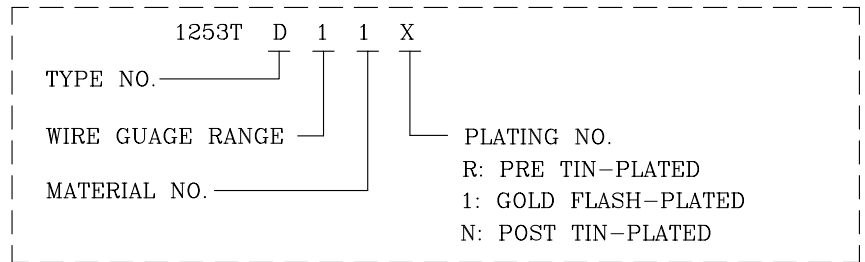 1253T D 1 1 X
TYPE NO.
WIRE GUAGE RANGE
PLATING NO.
R: PRE TIN-PLATED
MATERIAL NO.
1: GOLD FLASH-PLATED
N: POST TIN-PLATED